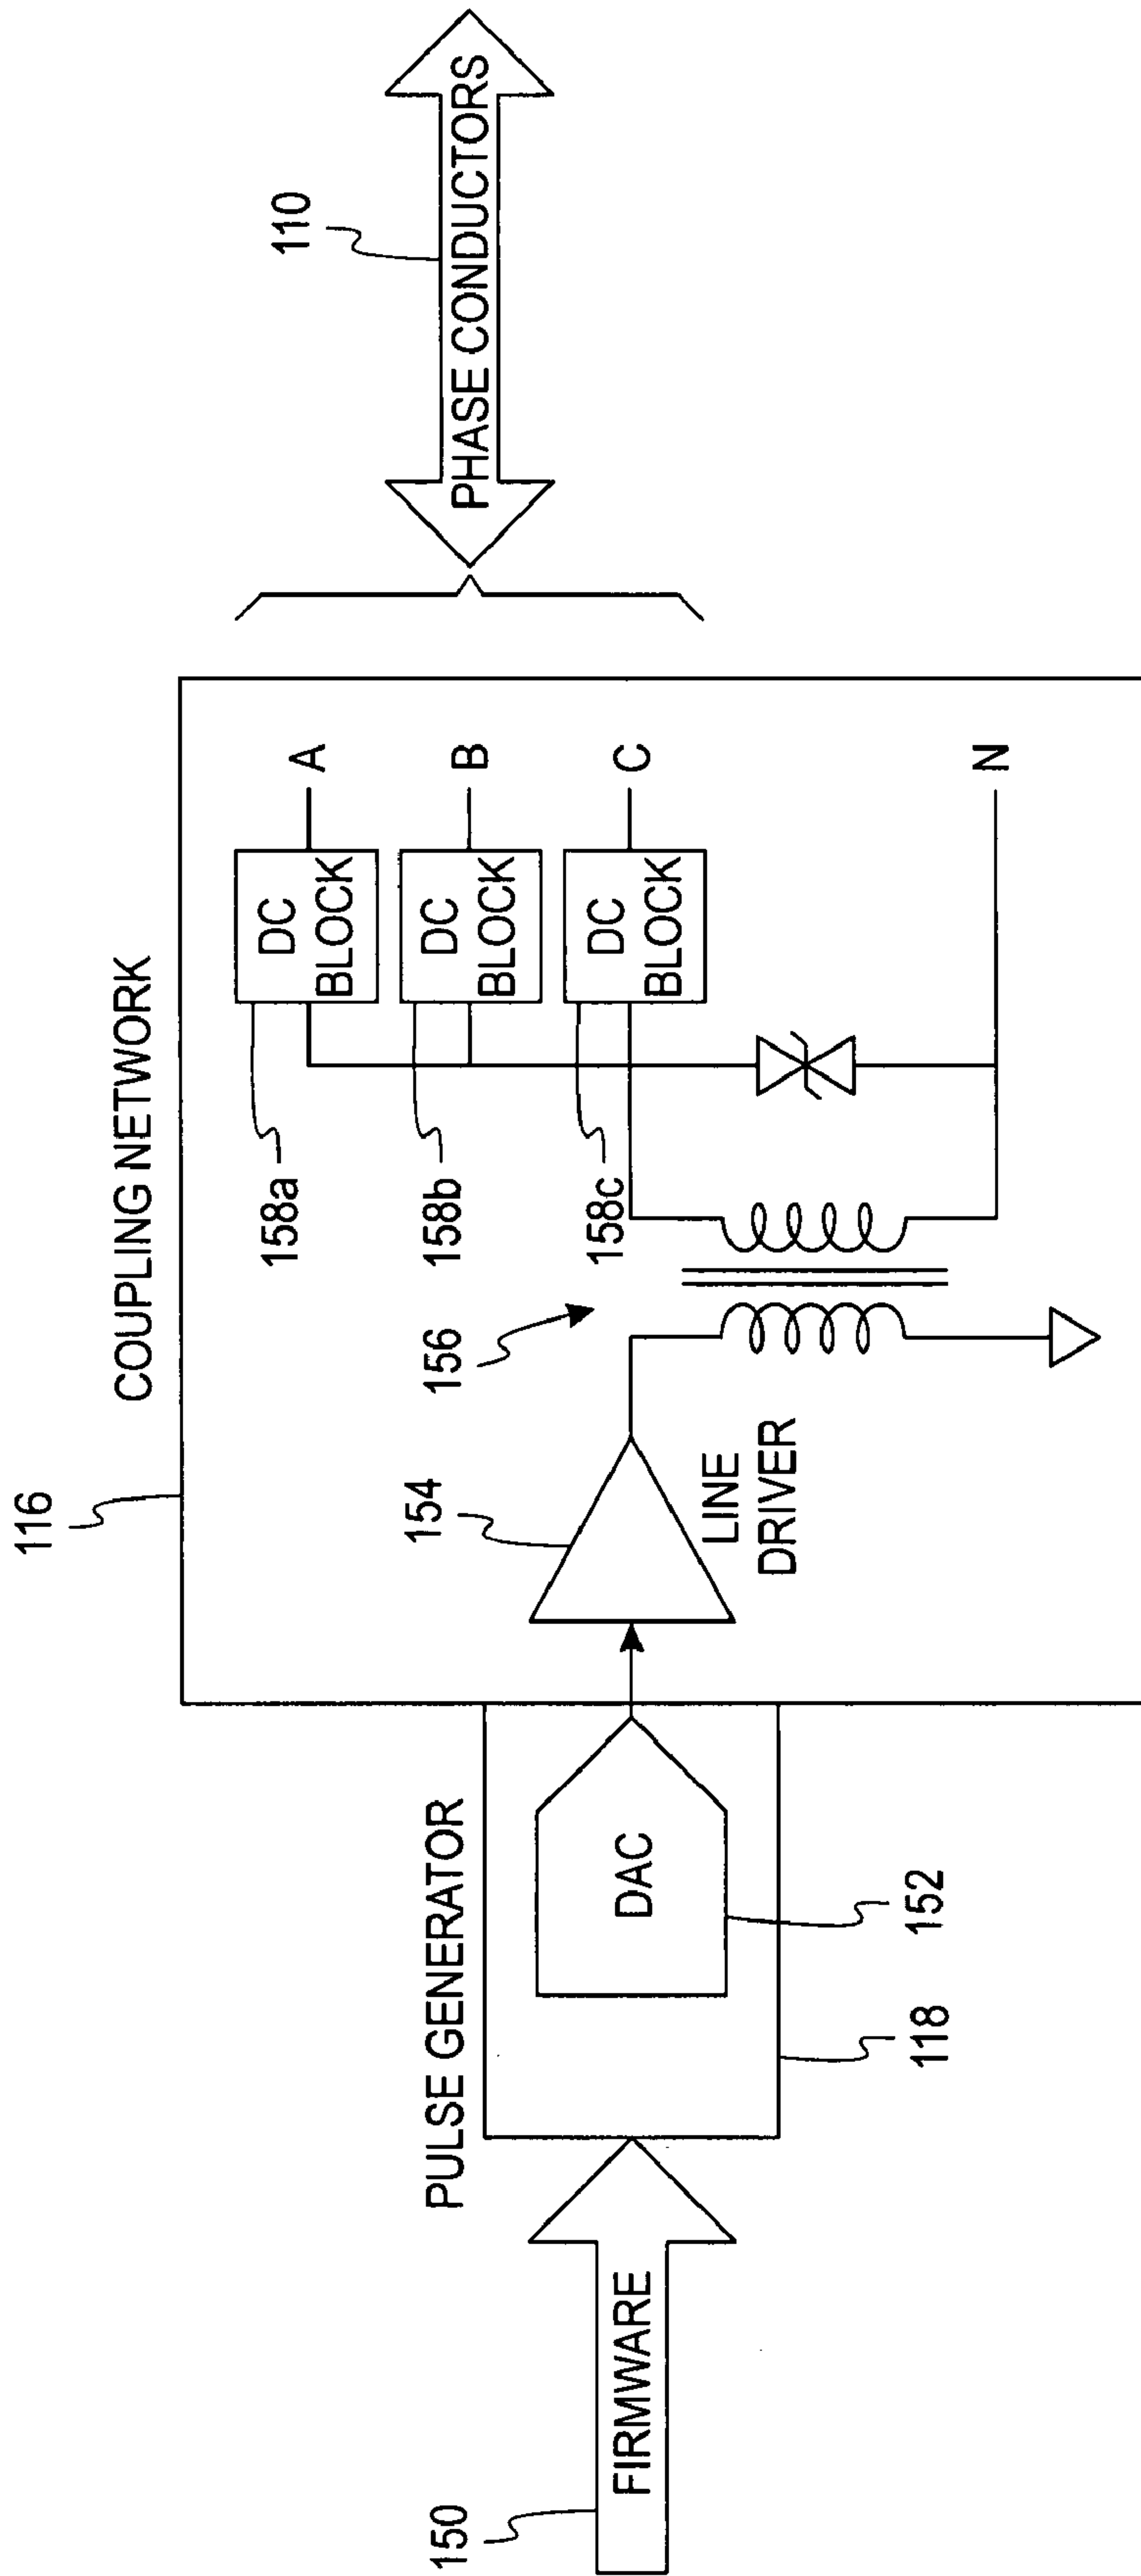 116
COUPLING NETWORK
110
PHASE CONDUCTORS
158a
DC
BLOCK
A
158b
DC
BLOCK
B
158c
DC
BLOCK
C
N
156
154
LINE
DRIVER
PULSE GENERATOR
DAC
152
118
150
FIRMWARE